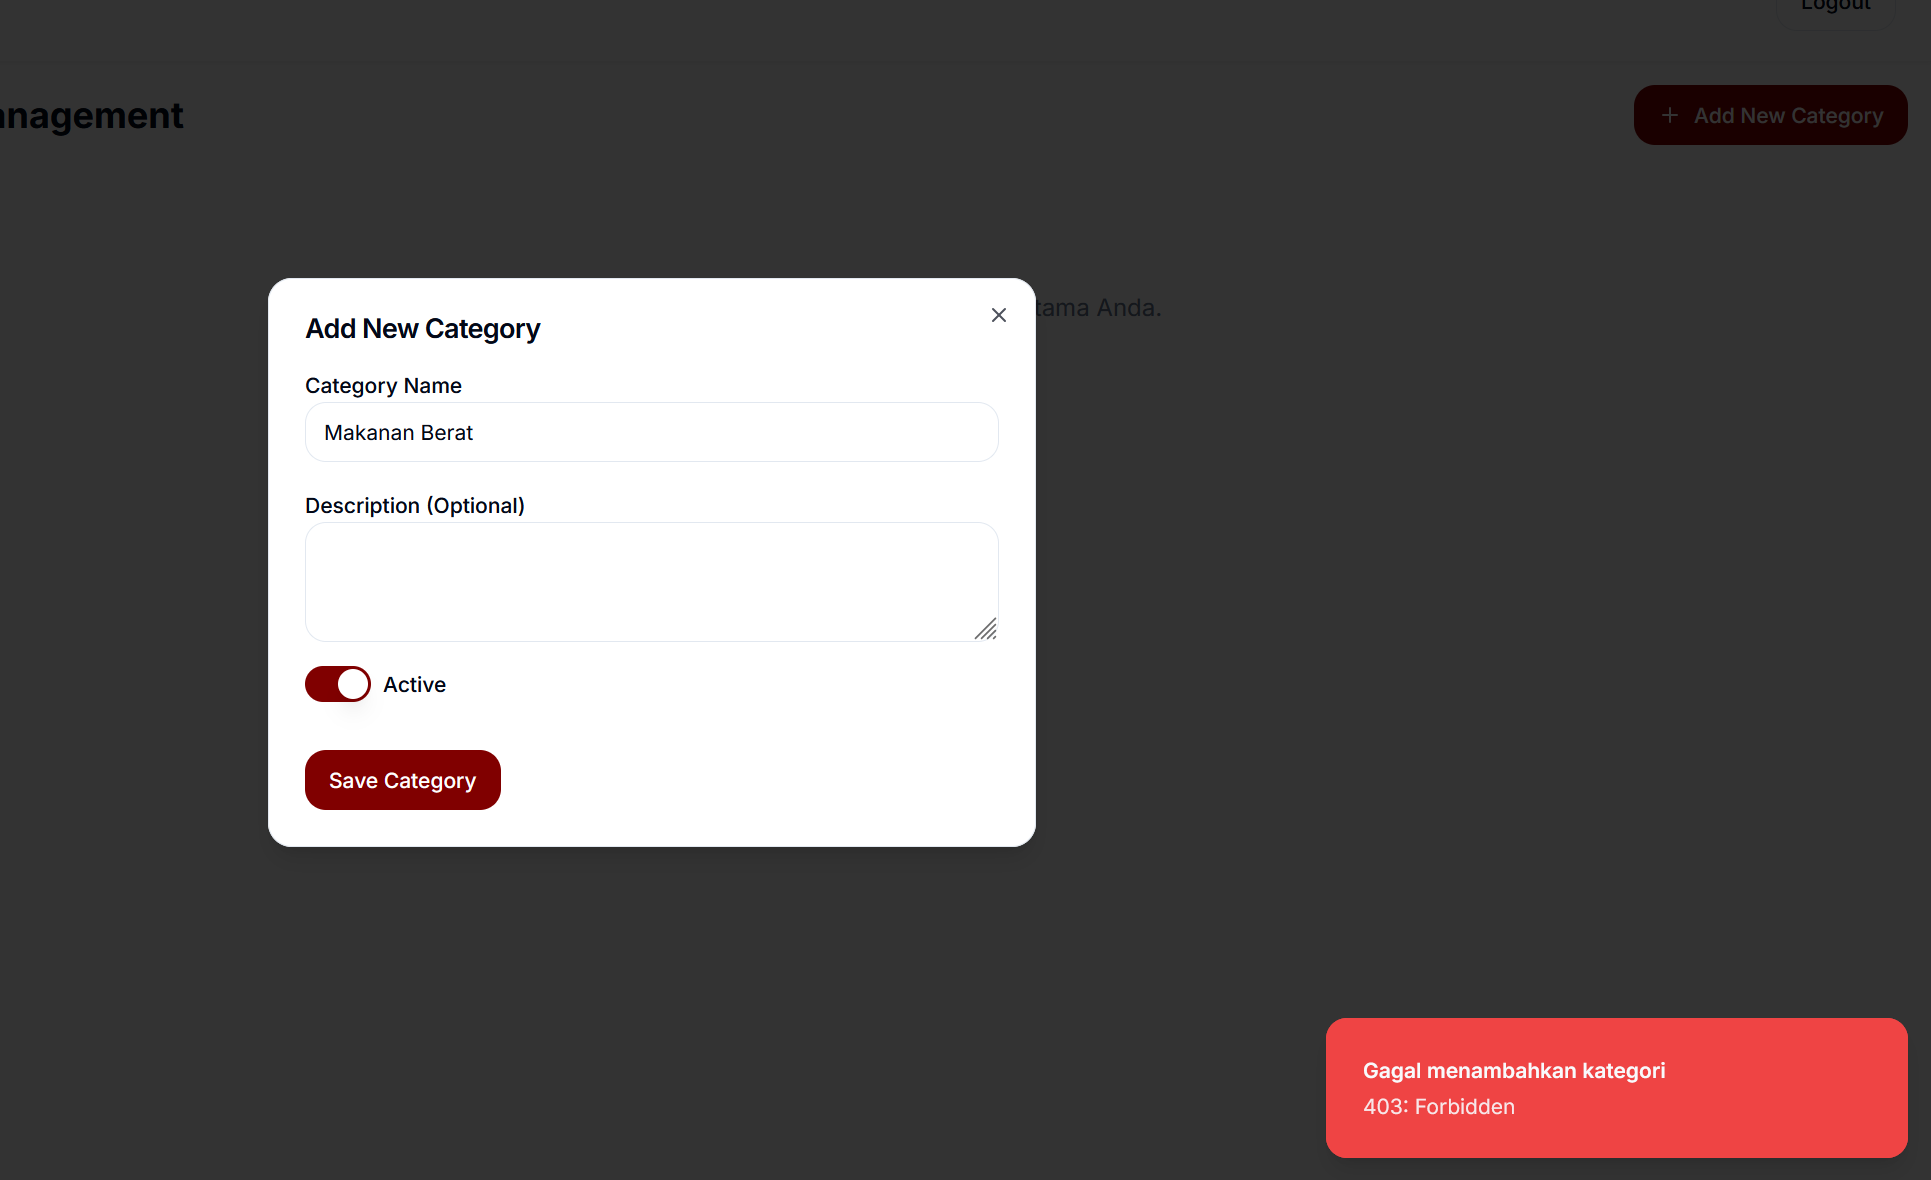 Logout
nagement
+ Add New Category
tama Anda.
Add New Category
Category Name
Makanan Berat
Description (Optional)
Active
Save Category
Gagal menambahkan kategori
403: Forbidden